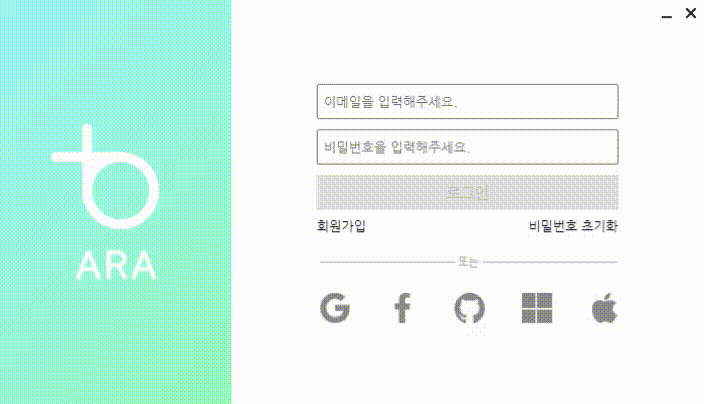 ARA
이메일을 입력해주세요.
비밀번호을 입력해주세요.
로그인
회원가입 비밀번호 초기화
또는